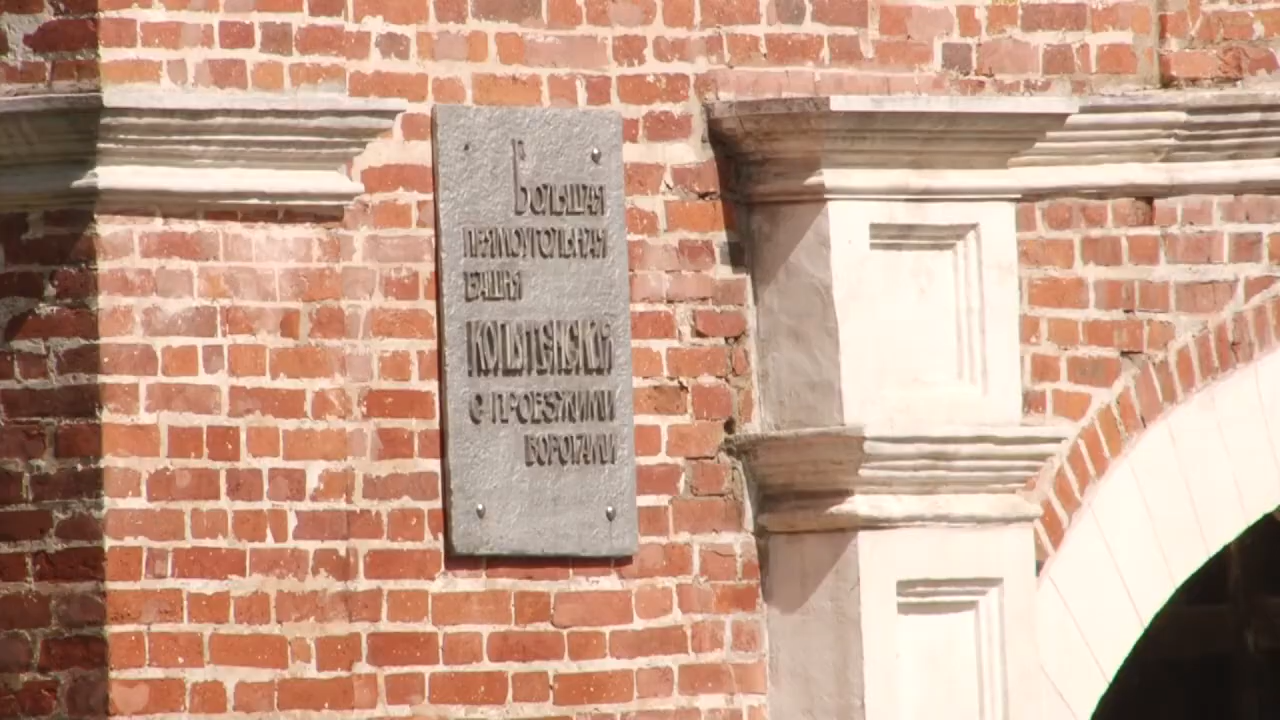 Большая
прямоугольная
башня
Копытенская
с проезжими
воротами